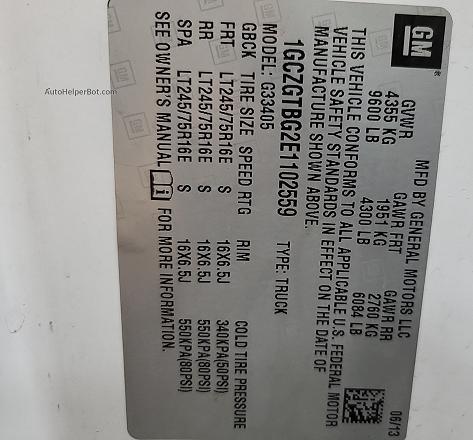 AutoHelperBot.com
GM
MFD BY GENERAL MOTORS LLC 06/13
GVWR GAWR FRT GAWR RR
4355 KG 1951 KG 2760 KG
9600 LB 4300 LB 6084 LB
THIS VEHICLE CONFORMS TO ALL APPLICABLE U.S. FEDERAL MOTOR
VEHICLE SAFETY STANDARDS IN EFFECT ON THE DATE OF
MANUFACTURE SHOWN ABOVE.
1GCZGTBG2E1102559 TYPE: TRUCK
MODEL: G33405
GBCK TIRE SIZE SPEED RTG RIM COLD TIRE PRESSURE
FRT LT245/75R16E S 16X6.5J 340KPA(50PSI)
RR LT245/75R16E S 16X6.5J 550KPA(80PSI)
SPA LT245/75R16E S 16X6.5J 550KPA(80PSI)
SEE OWNER'S MANUAL i FOR MORE INFORMATION.